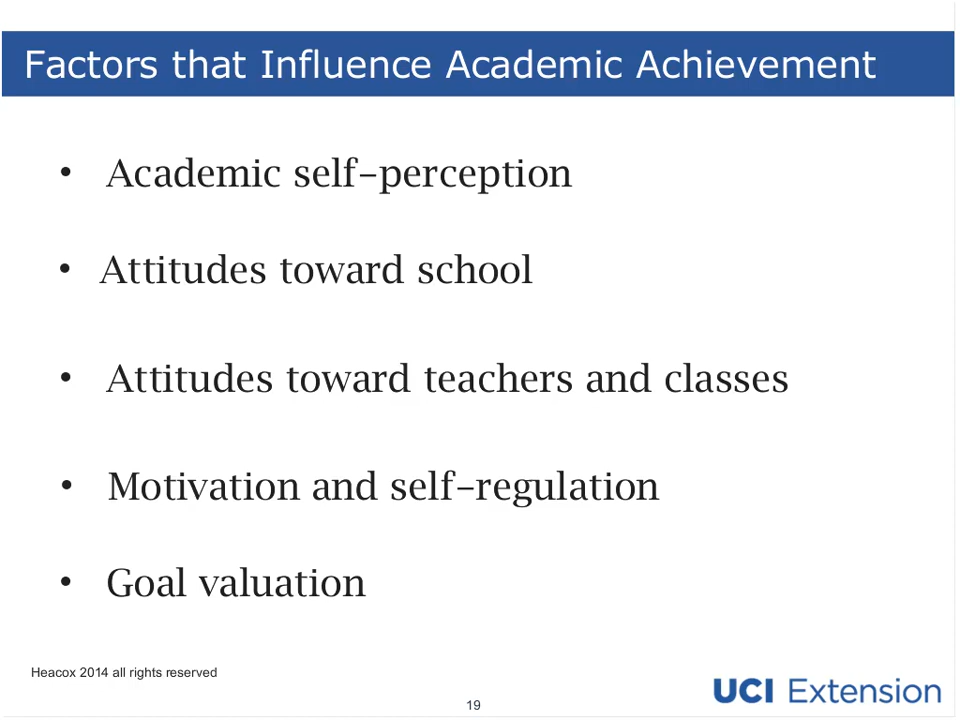 Factors that Influence Academic Achievement
• Academic self-perception
• Attitudes toward school
• Attitudes toward teachers and classes
• Motivation and self-regulation
• Goal valuation
Heacox 2014 all rights reserved
19
UCI Extension